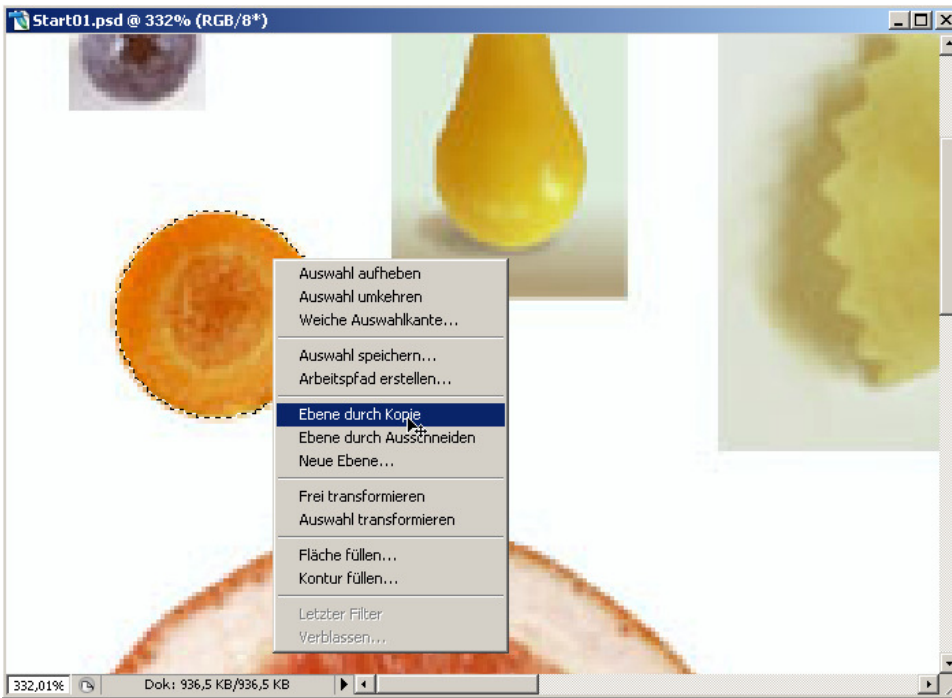 Start01.psd @ 332% (RGB/8*)
Auswahl aufheben
Auswahl umkehren
Weiche Auswahlkante...
Auswahl speichern...
Arbeitspfad erstellen...
Ebene durch Kopie
Ebene durch Ausschneiden
Neue Ebene...
Frei transformieren
Auswahl transformieren
Fläche füllen...
Kontur füllen...
Letzter Filter
Verblassen...
332,01% Dok: 936,5 KB/936,5 KB